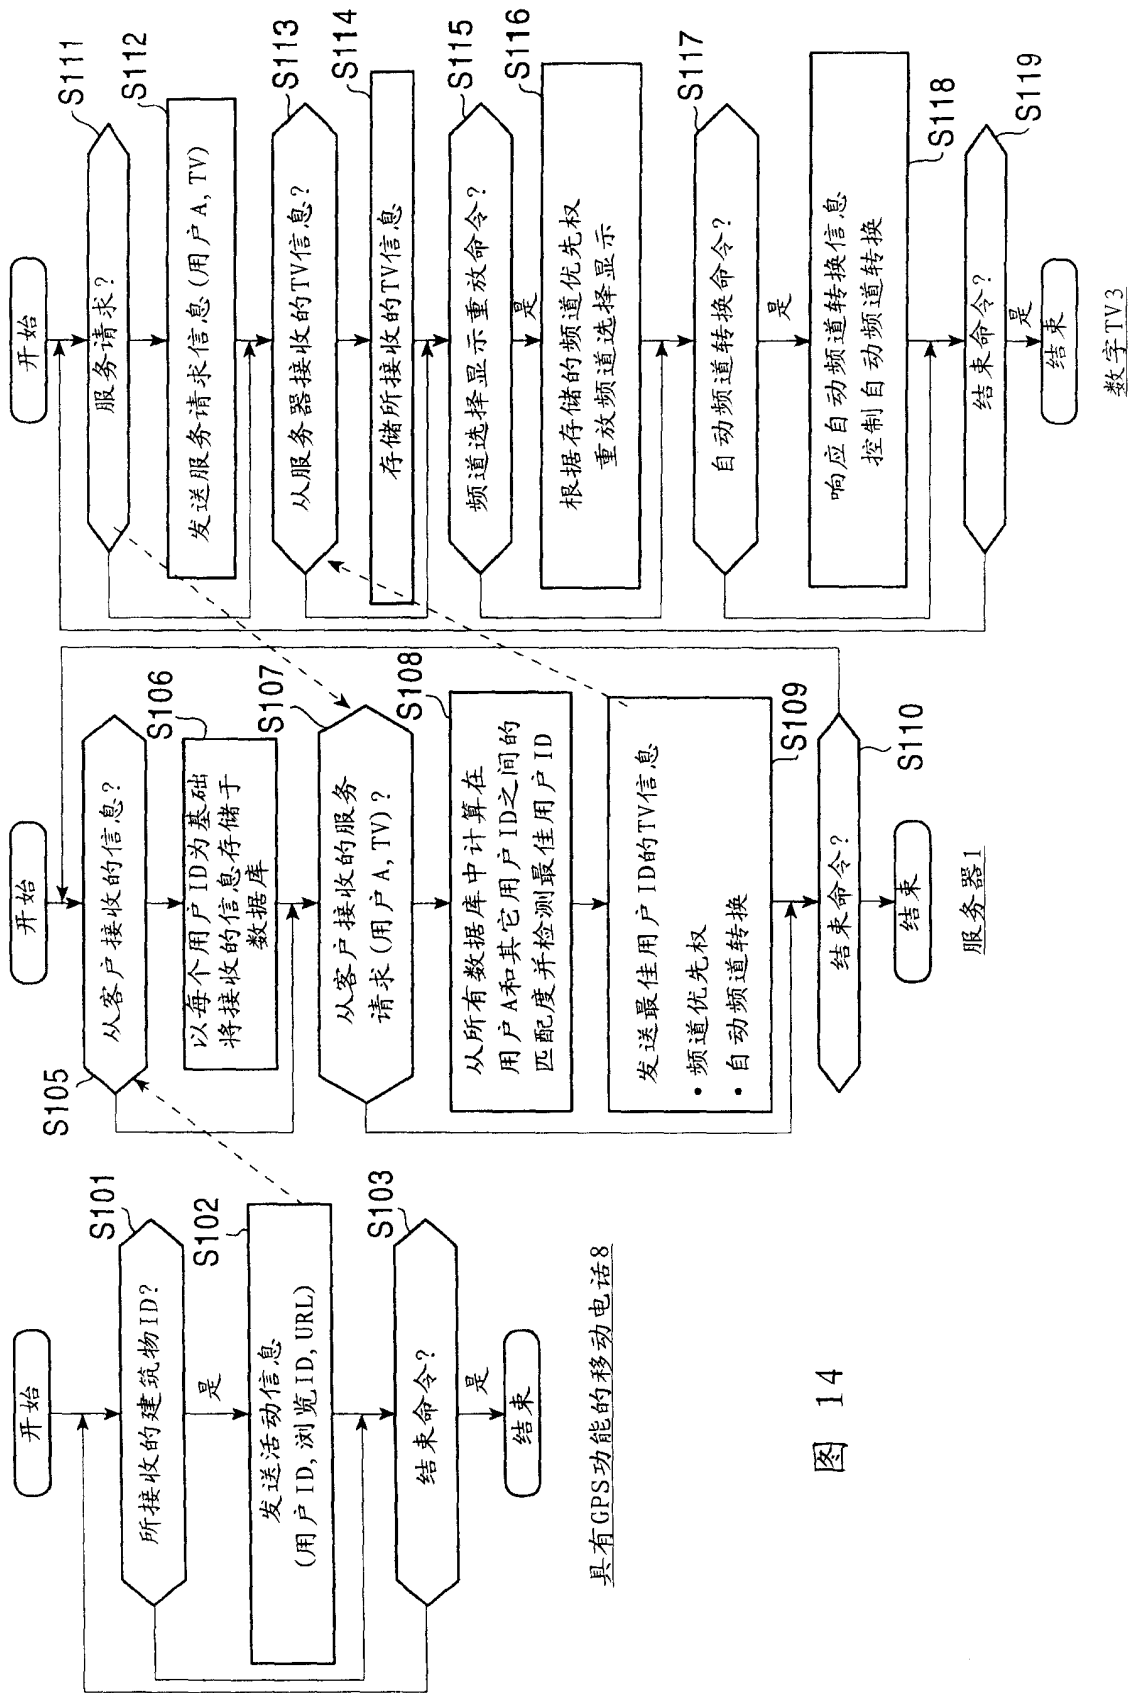 开始
所接收的建筑物ID?
S101
是
发送活动信息
(用户ID,浏览ID,URL)
S102
结束命令?
S103
是
结束
具有GPS功能的移动电话8
开始
从客户接收的信息?
S105
以每个用户ID为基础
将接收的信息存储于
数据库
S106
从客户接收的服务
请求(用户A,TV)?
S107
从所有数据库中计算在
用户A和其它用户ID之间的
匹配度并检测最佳用户ID
S108
发送最佳用户ID的TV信息
• 频道优先权
• 自动频道转换
S109
结束命令?
S110
结束
服务器1
开始
服务请求?
S111
发送服务请求信息(用户A,TV)
S112
从服务器接收的TV信息?
S113
存储所接收的TV信息
S114
频道选择显示重放命令?
S115
是
根据存储的频道优先权
重放频道选择显示
S116
自动频道转换命令?
S117
是
响应自动频道转换信息
控制自动频道转换
S118
结束命令?
S119
是
结束
数字TV3
图 14